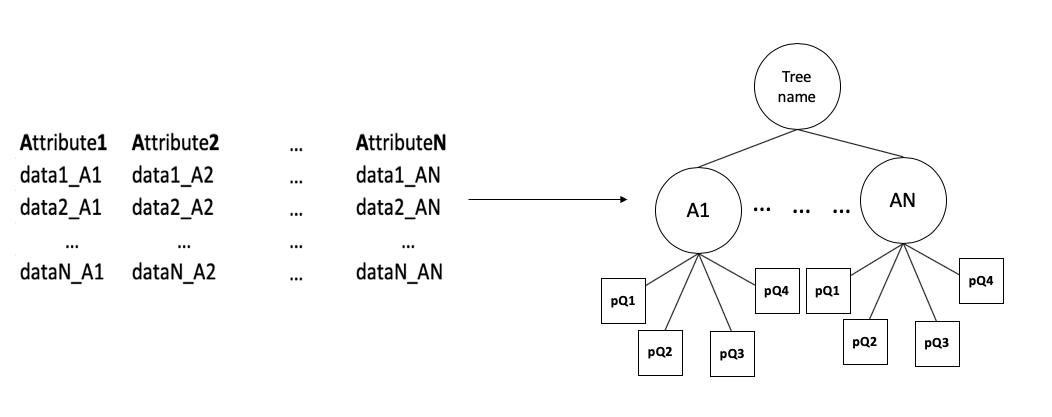 Attribute1 Attribute2 ... AttributeN
data1_A1 data1_A2 ... data1_AN
data2_A1 data2_A2 ... data2_AN
... ... ... ...
dataN_A1 dataN_A2 ... dataN_AN
Tree
name
A1 ... ... ... AN
pQ1 pQ2 pQ3 pQ4
pQ1 pQ2 pQ3 pQ4